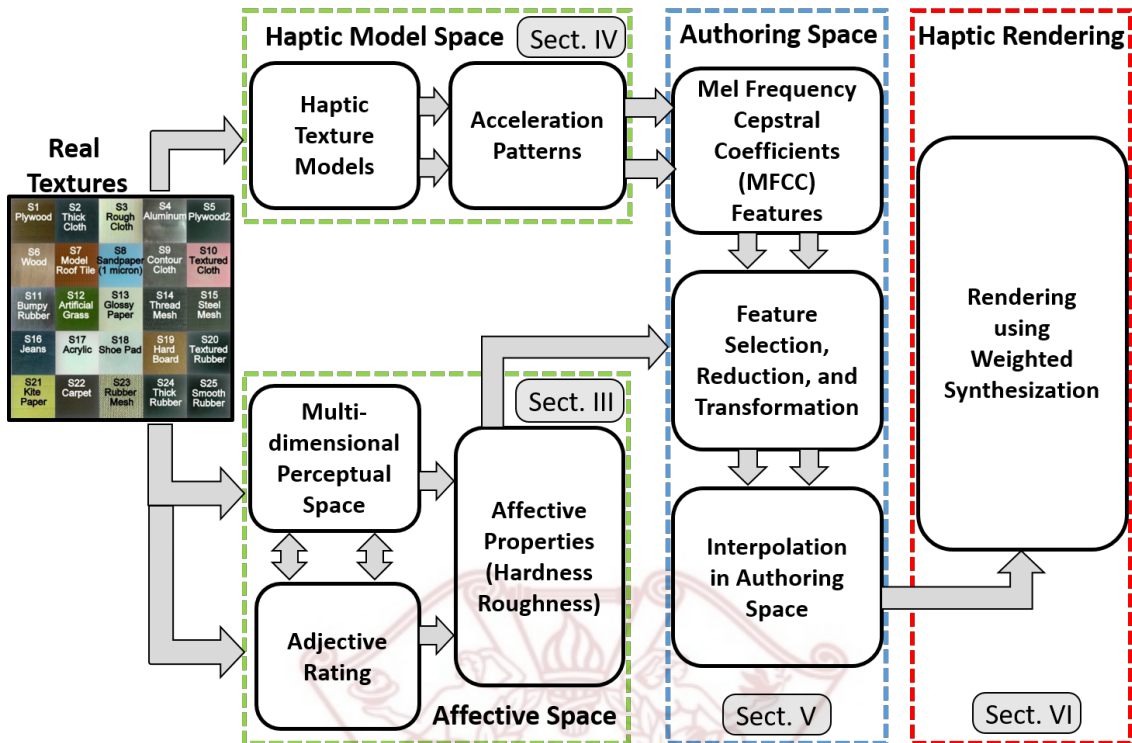 Haptic Model Space
Sect. IV
Authoring Space
Haptic Rendering
Haptic
Texture
Models
Acceleration
Patterns
Mel Frequency
Cepstral
Coefficients
(MFCC)
Features
Real
Textures
S1
Plywood
S2
Thick
Cloth
S3
Rough
Cloth
S4
Aluminum
S5
Plywood2
S6
Wood
S7
Model
Roof Tile
S8
Sandpaper
(1 micron)
S9
Contour
Cloth
S10
Textured
Cloth
S11
Bumpy
Rubber
S12
Artificial
Grass
S13
Glossy
Paper
S14
Thread
Mesh
S15
Steel
Mesh
S16
Jeans
S17
Acrylic
S18
Shoe Pad
S19
Hard
Board
S20
Textured
Rubber
S21
Kite
Paper
S22
Carpet
S23
Rubber
Mesh
S24
Thick
Rubber
S25
Smooth
Rubber
Feature
Selection,
Reduction, and
Transformation
Rendering
using
Weighted
Synthesization
Sect. III
Multi-
dimensional
Perceptual
Space
Affective
Properties
(Hardness
Roughness)
Interpolation
in Authoring
Space
Adjective
Rating
Affective Space
Sect. V
Sect. VI